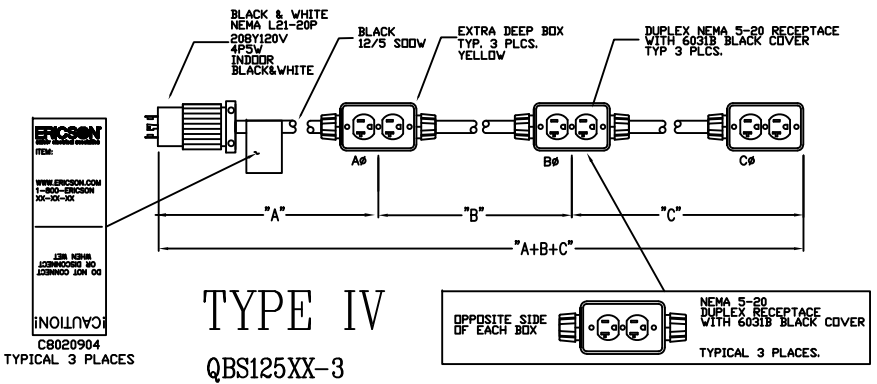 BLACK & WHITE
NEMA L21-20P
208Y120V
4P5W
INDOOR
BLACK&WHITE
BLACK
12/5 SOOW
EXTRA DEEP BOX
TYP. 3 PLCS.
YELLOW
DUPLEX NEMA 5-20 RECEPTACE
WITH 6031B BLACK COVER
TYP 3 PLCS.
ERICSON
ITEM:
WWW.ERICSON.COM
1-800-ERICSON
XX-XX-XX
DO NOT CONNECT
OR DISCONNECT
WHEN WET
¡CAUTION!
C8020904
TYPICAL 3 PLACES
AØ
BØ
CØ
"A"
"B"
"C"
"A+B+C"
TYPE IV
QBS125XX-3
OPPOSITE SIDE
OF EACH BOX
NEMA 5-20
DUPLEX RECEPTACE
WITH 6031B BLACK COVER
TYPICAL 3 PLACES.